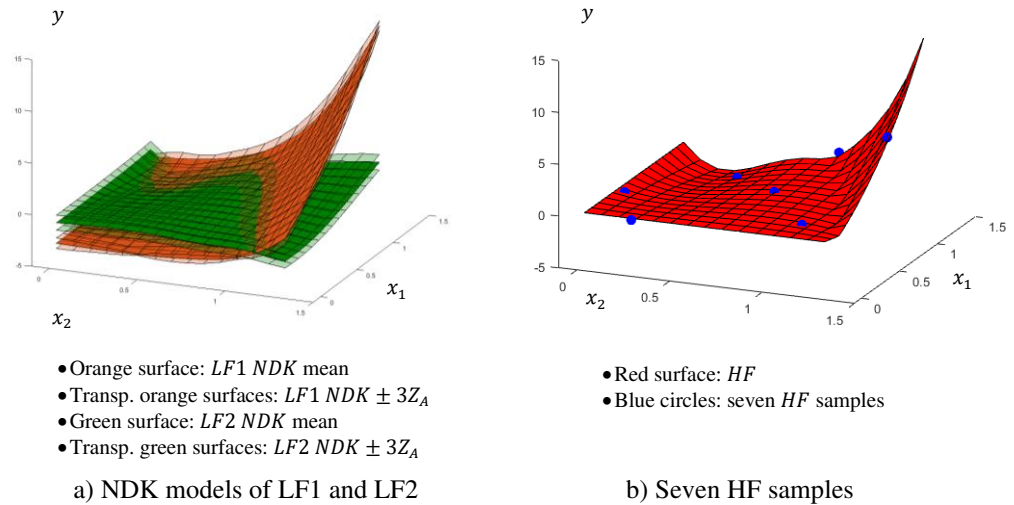 y
15
10
5
0
-5
0
0.5
1
1.5
0
0.5
1
1.5
x₁
x₂
• Orange surface: LF1 NDK mean
• Transp. orange surfaces: LF1 NDK ± 3Z_A
• Green surface: LF2 NDK mean
• Transp. green surfaces: LF2 NDK ± 3Z_A
a) NDK models of LF1 and LF2
y
15
10
5
0
-5
0
0.5
1
1.5
0
0.5
1
1.5
x₁
x₂
• Red surface: HF
• Blue circles: seven HF samples
b) Seven HF samples